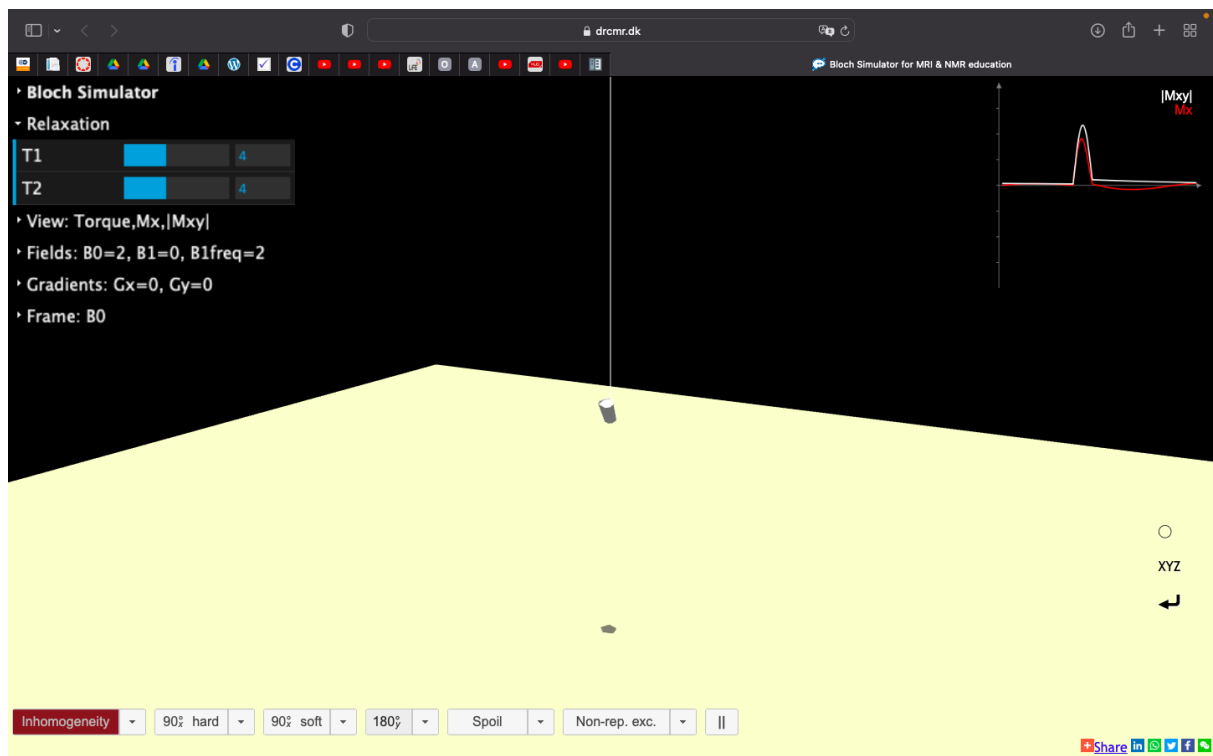 drcmr.dk
Bloch Simulator for MRI & NMR education
Bloch Simulator
|Mxy|
Mx
Relaxation
T1 4
T2 4
View: Torque,Mx,|Mxy|
Fields: B0=2, B1=0, B1freq=2
Gradients: Gx=0, Gy=0
Frame: B0
XYZ
Inhomogeneity 90°x hard 90°x soft 180°y Spoil Non-rep. exc. ||
Share